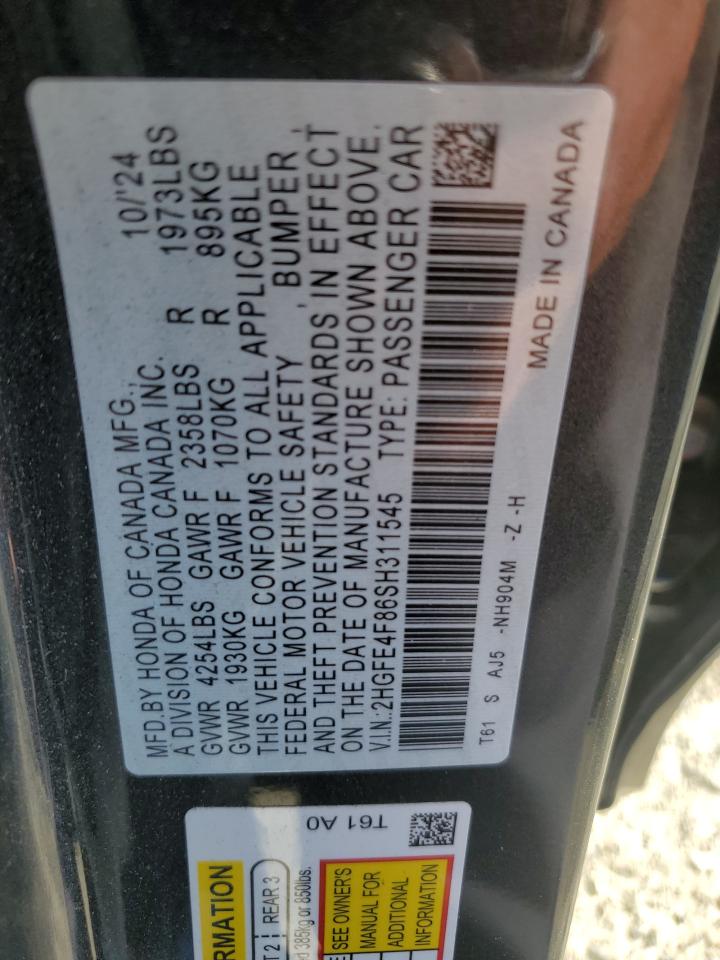 MFD.BY HONDA OF CANADA MFG., 10/'24
A DIVISION OF HONDA CANADA INC.
GVWR 4254LBS GAWR F 2358LBS R 1973LBS
GVWR 1930KG GAWR F 1070KG R 895KG
THIS VEHICLE CONFORMS TO ALL APPLICABLE
FEDERAL MOTOR VEHICLE SAFETY , BUMPER ,
AND THEFT PREVENTION STANDARDS IN EFFECT
ON THE DATE OF MANUFACTURE SHOWN ABOVE.
V.I.N.:2HGFE4F86SH311545 TYPE: PASSENGER CAR
T61 S AJ5 -NH904M -Z -H
MADE IN CANADA
T61 A0
REAR 3
385kg or 850lbs.
SEE OWNER'S
MANUAL FOR
ADDITIONAL
INFORMATION